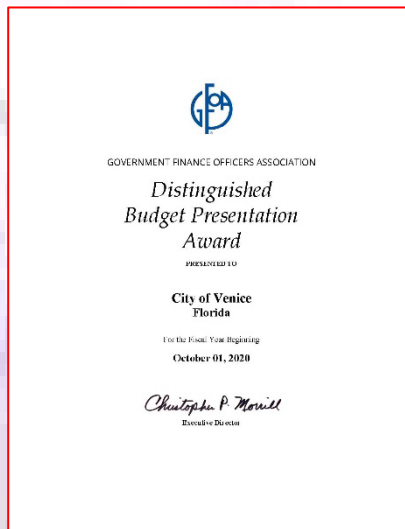 GFOA
GOVERNMENT FINANCE OFFICERS ASSOCIATION
Distinguished
Budget Presentation
Award
PRESENTED TO
City of Venice
Florida
For the Fiscal Year Beginning
October 01, 2020
Christopher P. Morrill
Executive Director